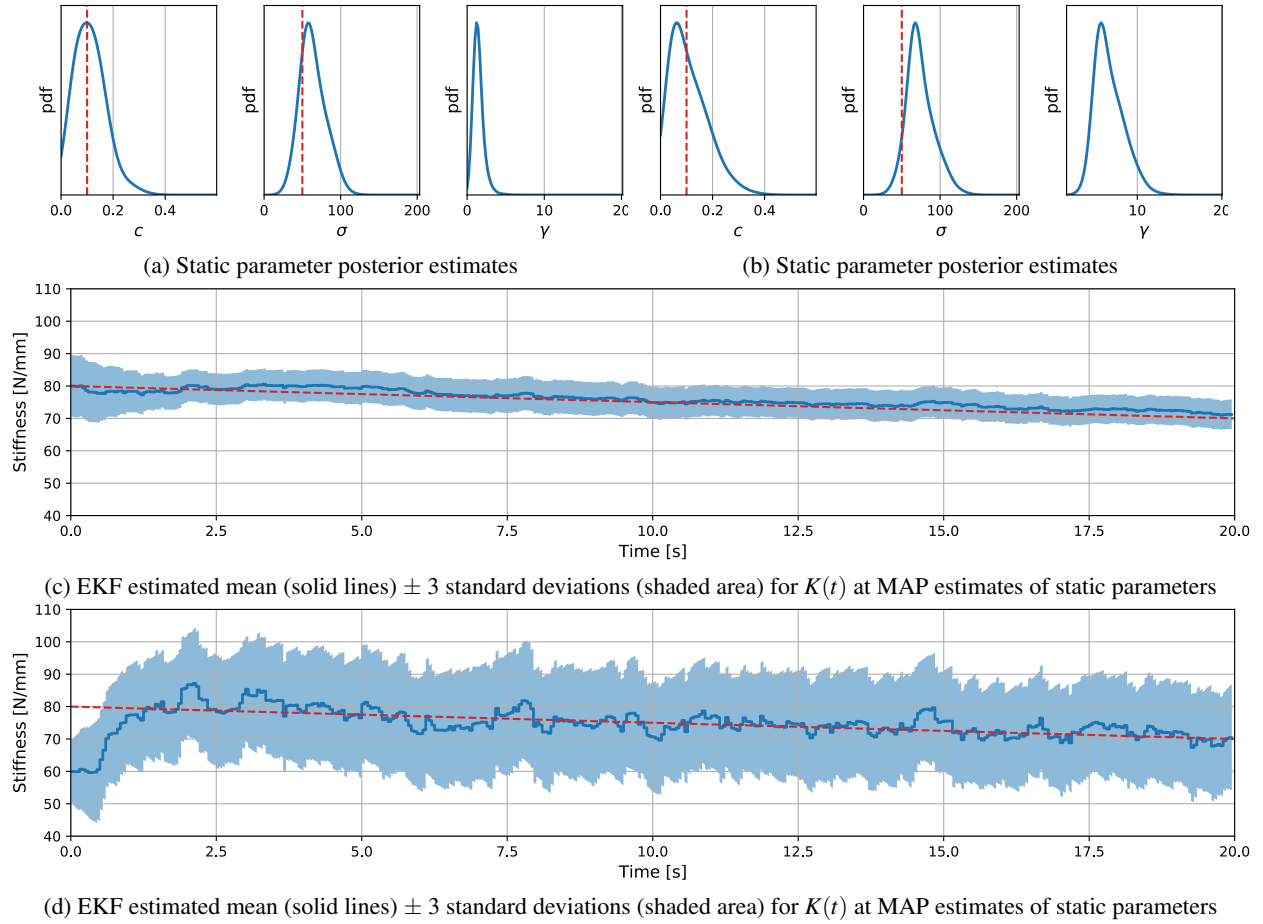 pdf
pdf
pdf
pdf
pdf
pdf
0.0 0.2 0.4
0 100 200
0 10 20
0.0 0.2 0.4
0 100 200
10 20
c
σ
γ
c
σ
γ
(a) Static parameter posterior estimates
(b) Static parameter posterior estimates
Stiffness [N/mm]
110
100
90
80
70
60
50
40
0.0 2.5 5.0 7.5 10.0 12.5 15.0 17.5 20.0
Time [s]
(c) EKF estimated mean (solid lines) ± 3 standard deviations (shaded area) for K(t) at MAP estimates of static parameters
Stiffness [N/mm]
110
100
90
80
70
60
50
40
0.0 2.5 5.0 7.5 10.0 12.5 15.0 17.5 20.0
Time [s]
(d) EKF estimated mean (solid lines) ± 3 standard deviations (shaded area) for K(t) at MAP estimates of static parameters